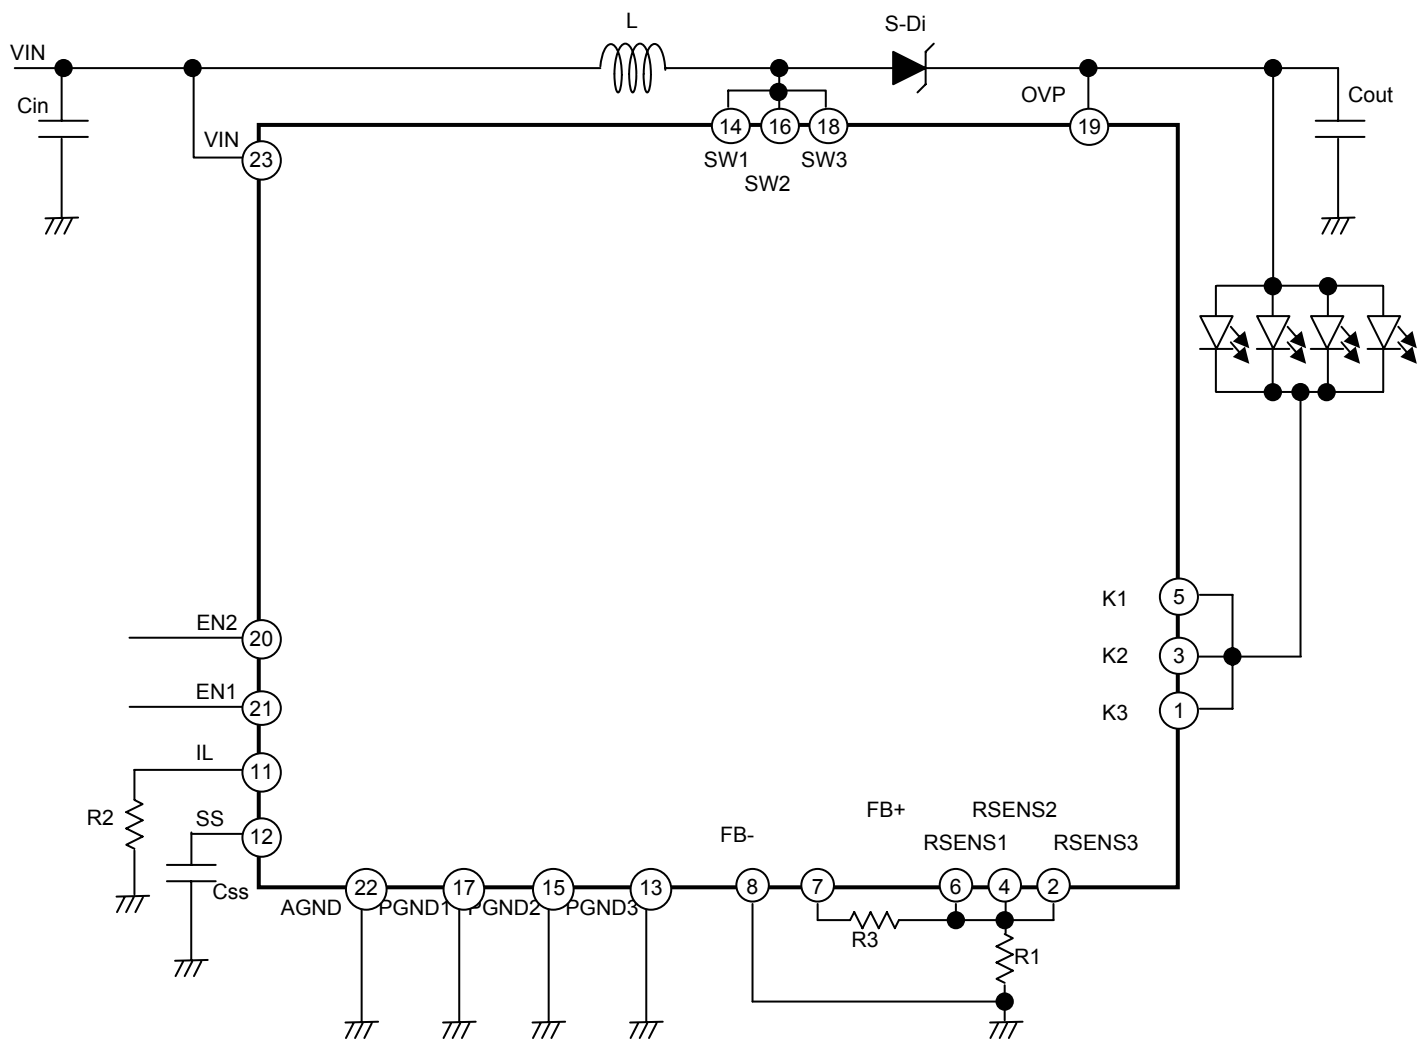 L
S-Di
VIN
Cin
OVP
Cout
VIN
14
16
18
19
23
SW1
SW3
SW2
K1
5
EN2
20
K2
3
EN1
21
K3
1
IL
11
R2
SS
12
FB+
RSENS2
FB-
RSENS1
RSENS3
Css
22
17
15
13
8
7
6
4
2
AGND
PGND1
PGND2
PGND3
R3
R1